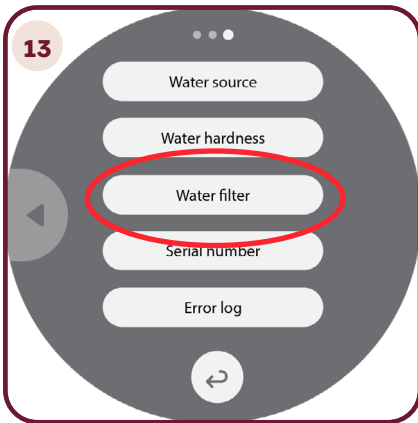 13
Water source
Water hardness
Water filter
Serial number
Error log